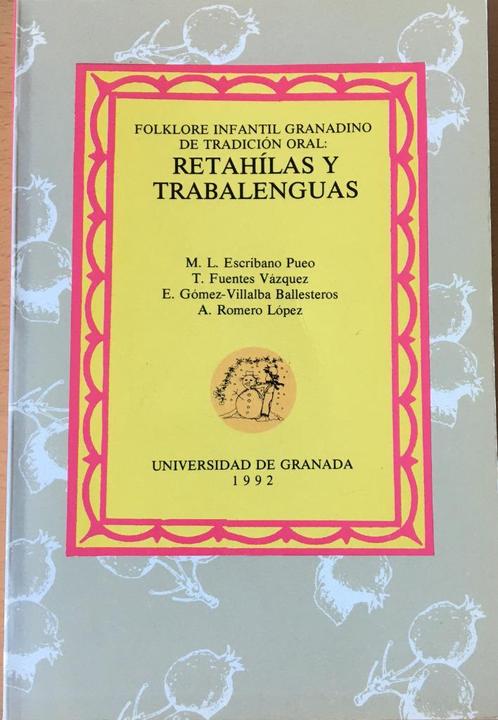 FOLKLORE INFANTIL GRANADINO
DE TRADICIÓN ORAL:
RETAHÍLAS Y
TRABALENGUAS
M. L. Escribano Pueo
T. Fuentes Vázquez
E. Gómez-Villalba Ballesteros
A. Romero López
UNIVERSIDAD DE GRANADA
1992